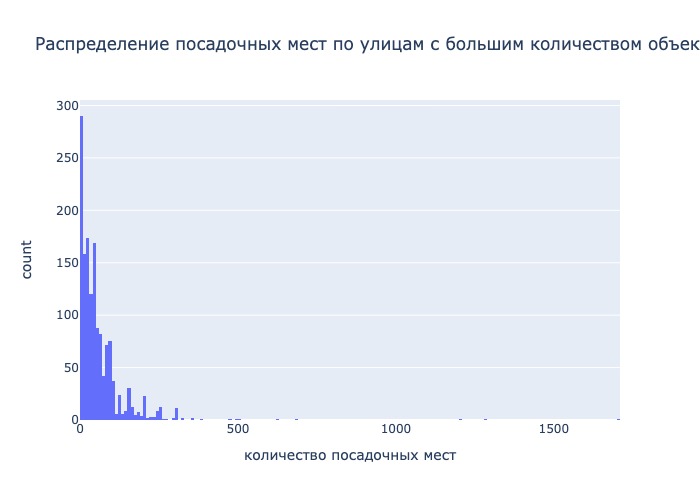 Распределение посадочных мест по улицам с большим количеством объек
300
250
200
150
100
50
0
count
0 500 1000 1500
количество посадочных мест